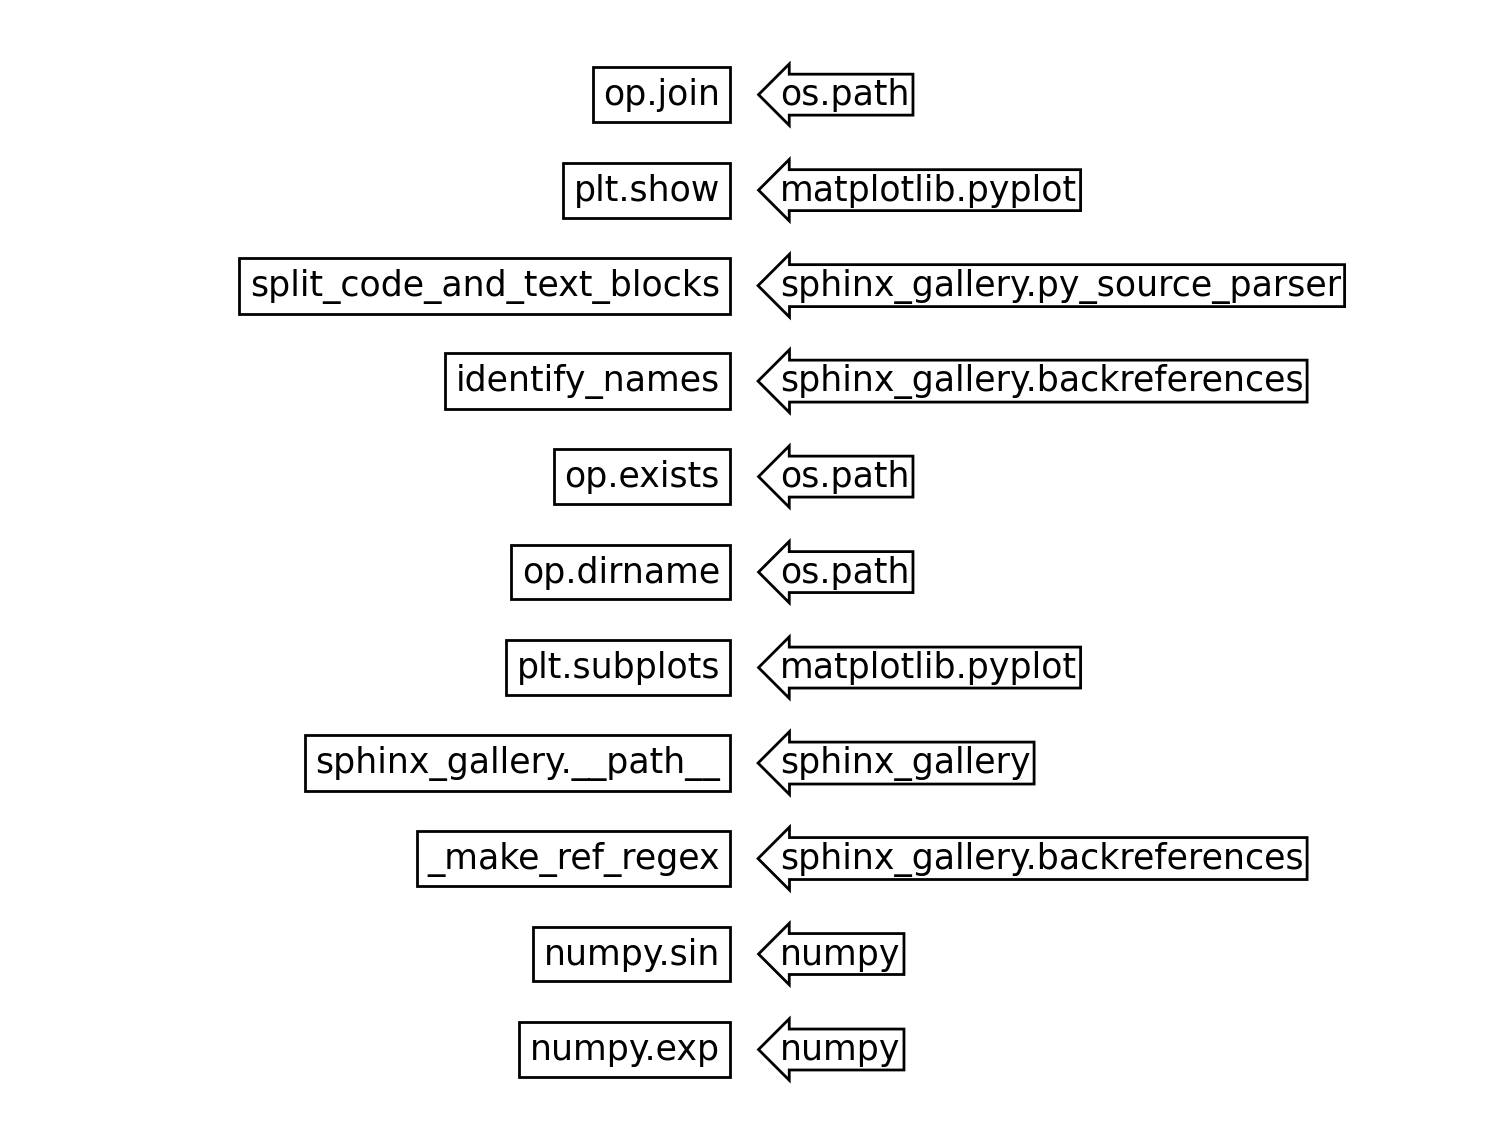 op.join os.path
plt.show matplotlib.pyplot
split_code_and_text_blocks sphinx_gallery.py_source_parser
identify_names sphinx_gallery.backreferences
op.exists os.path
op.dirname os.path
plt.subplots matplotlib.pyplot
sphinx_gallery.__path__ sphinx_gallery
_make_ref_regex sphinx_gallery.backreferences
numpy.sin numpy
numpy.exp numpy